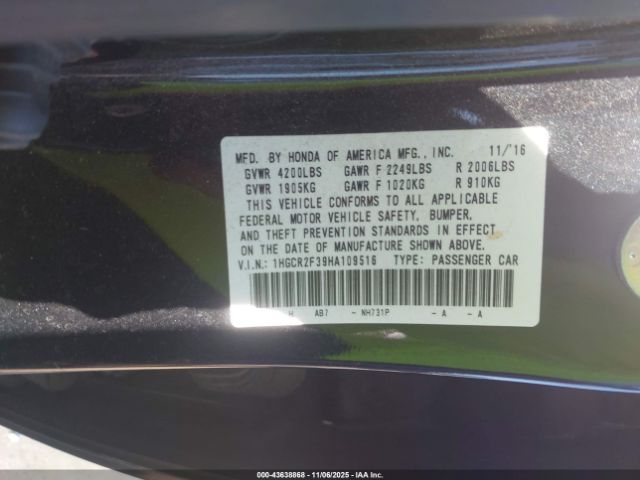 MFD. BY HONDA OF AMERICA MFG., INC. 11/'16
GVWR 4200LBS GAWR F 2249LBS R 2006LBS
GVWR 1905KG GAWR F 1020KG R 910KG
THIS VEHICLE CONFORMS TO ALL APPLICABLE
FEDERAL MOTOR VEHICLE SAFETY, BUMPER,
AND THEFT PREVENTION STANDARDS IN EFFECT
ON THE DATE OF MANUFACTURE SHOWN ABOVE.
V.I.N.: 1HGCR2F39HA109516 TYPE: PASSENGER CAR
H AB7 - NH731P - A - A
000-43638868 - 11/06/2025 - IAAI.COM